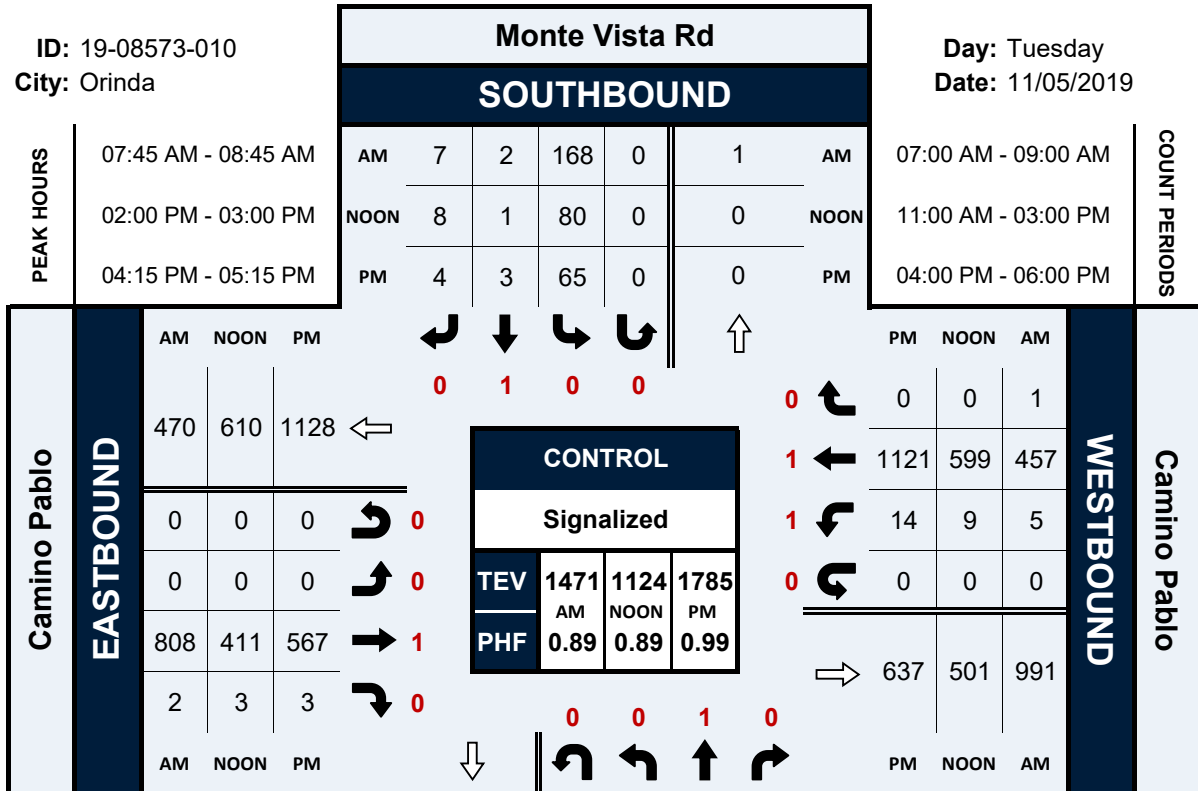 Monte Vista Rd
ID: 19-08573-010
Day: Tuesday
City: Orinda
Date: 11/05/2019
SOUTHBOUND
PEAK HOURS
07:45 AM - 08:45 AM
AM 7 2 168 0 1 AM
07:00 AM - 09:00 AM
COUNT PERIODS
02:00 PM - 03:00 PM
NOON 8 1 80 0 0 NOON
11:00 AM - 03:00 PM
04:15 PM - 05:15 PM
PM 4 3 65 0 0 PM
04:00 PM - 06:00 PM
AM NOON PM
PM NOON AM
0 1 0 0
0 0 0 1
470 610 1128
CONTROL
1 1121 599 457
Camino Pablo
EASTBOUND
WESTBOUND
Camino Pablo
0 0 0 0
Signalized
1 14 9 5
0 0 0 0
TEV 1471 1124 1785
0 0 0 0
AM NOON PM
808 411 567 1
PHF 0.89 0.89 0.99
637 501 991
2 3 3 0
0 0 1 0
AM NOON PM
PM NOON AM